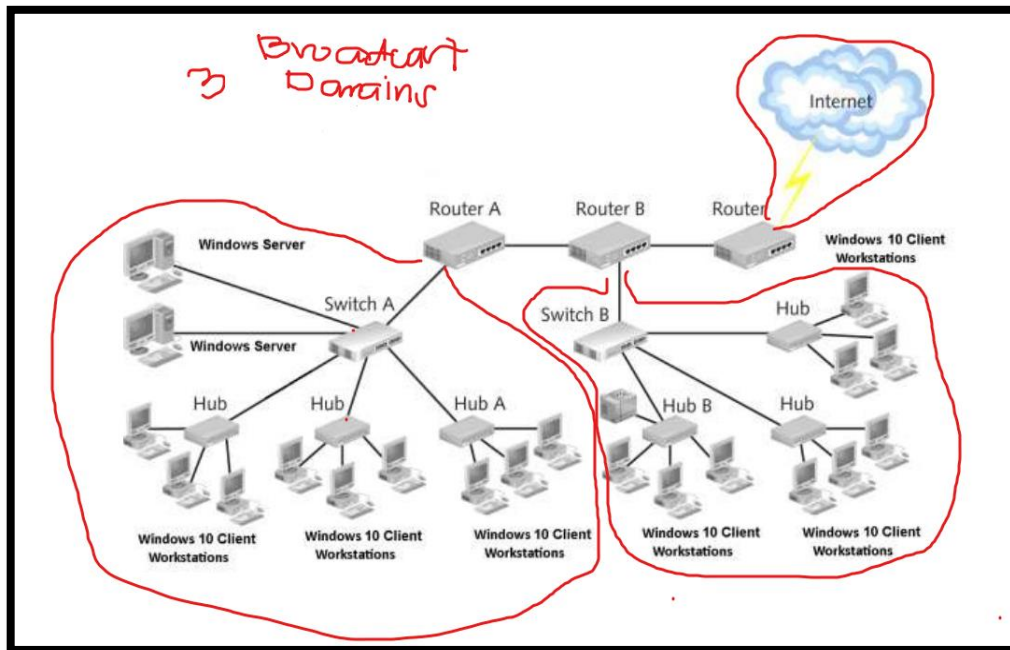 Broadcart
3 Domains
Internet
Router A
Router B
Router
Windows Server
Windows 10 Client
Workstations
Switch A
Switch B
Hub
Windows Server
Hub
Hub
Hub A
Hub B
Hub
Windows 10 Client
Workstations
Windows 10 Client
Workstations
Windows 10 Client
Workstations
Windows 10 Client
Workstations
Windows 10 Client
Workstations